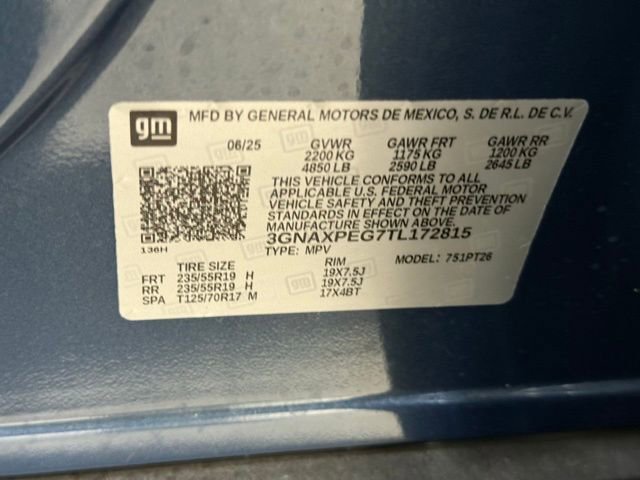 gm
MFD BY GENERAL MOTORS DE MEXICO, S. DE R.L. DE C.V.
06/25 GVWR GAWR FRT GAWR RR
2200 KG 1175 KG 1200 KG
4850 LB 2590 LB 2645 LB
THIS VEHICLE CONFORMS TO ALL
APPLICABLE U.S. FEDERAL MOTOR
VEHICLE SAFETY AND THEFT PREVENTION
STANDARDS IN EFFECT ON THE DATE OF
MANUFACTURE SHOWN ABOVE.
3GNAXPEG7TL172815
136H
TYPE: MPV MODEL: 751PT26
TIRE SIZE RIM
FRT 235/55R19 H 19X7.5J
RR 235/55R19 H 19X7.5J
SPA T125/70R17 M 17X4BT